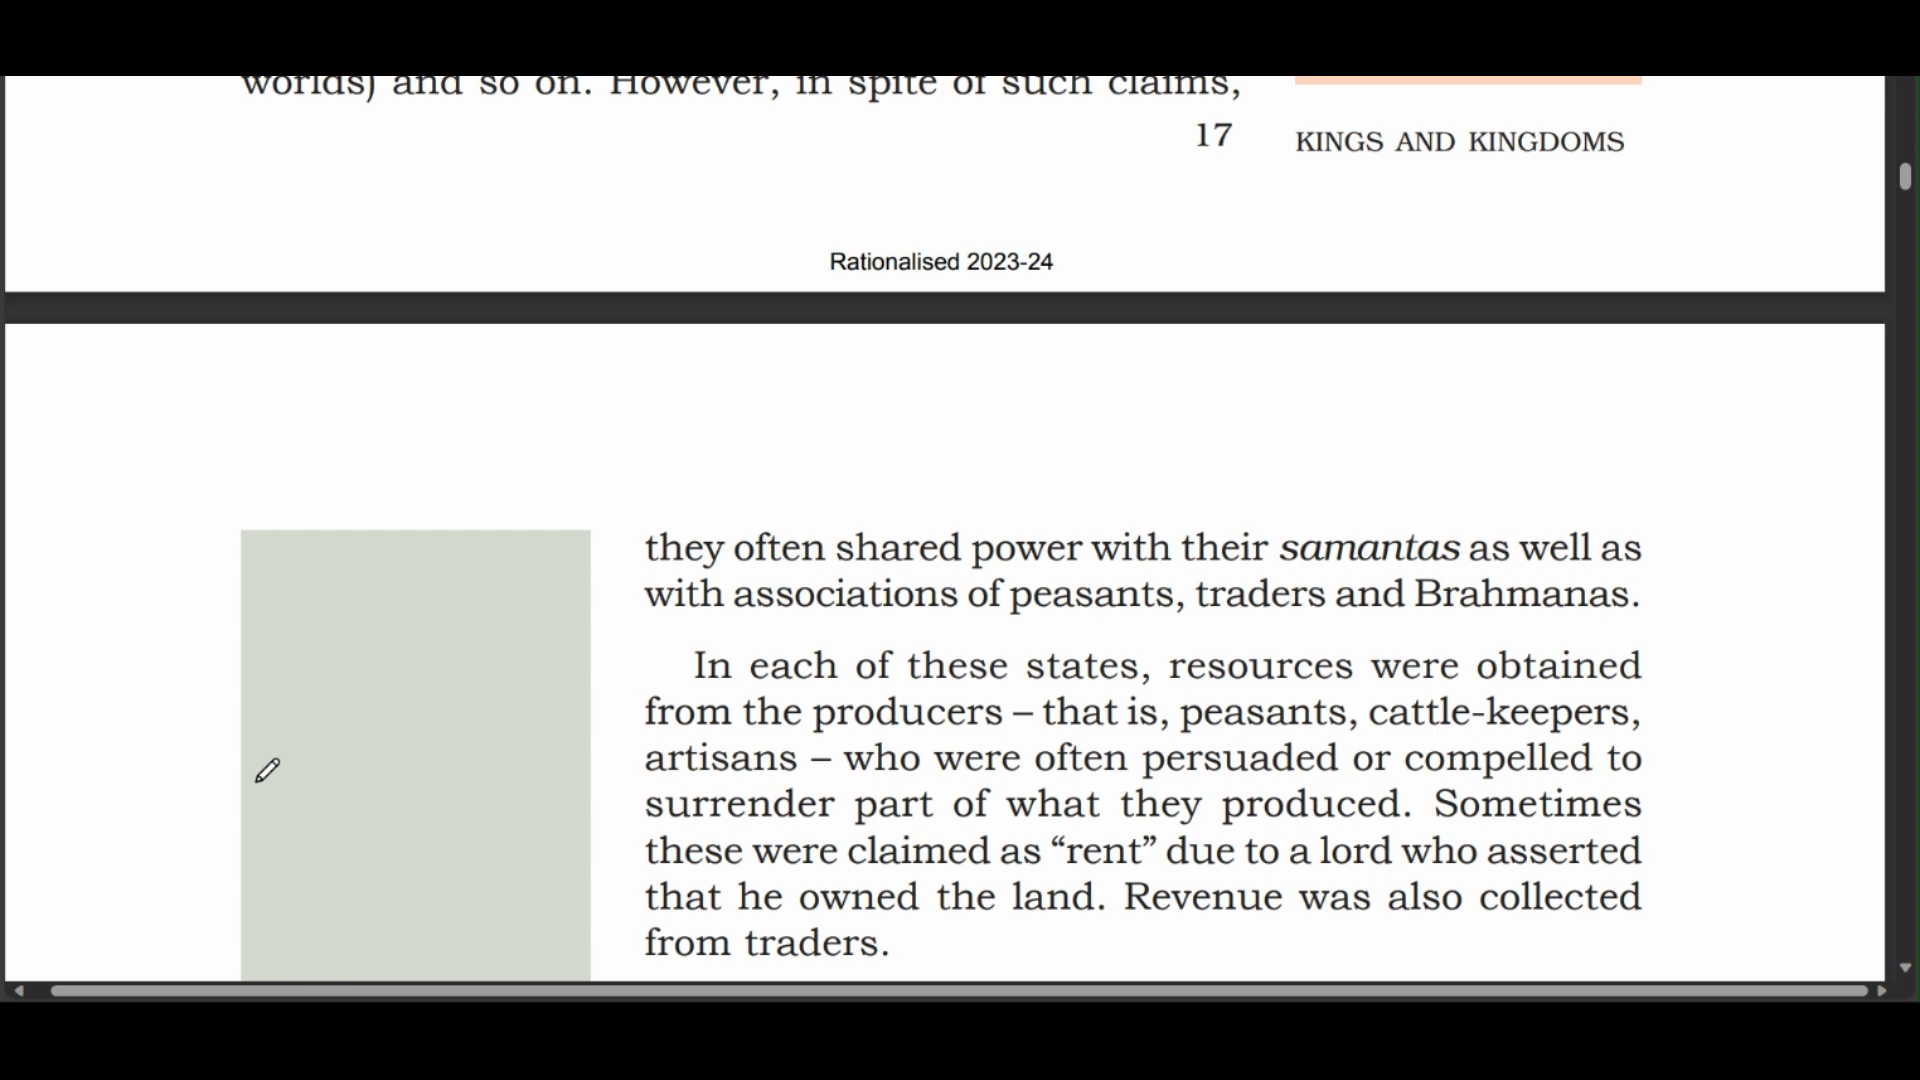 worlds) and so on. However, in spite of such claims,
17 KINGS AND KINGDOMS
Rationalised 2023-24
they often shared power with their samantas as well as
with associations of peasants, traders and Brahmanas.
In each of these states, resources were obtained
from the producers – that is, peasants, cattle-keepers,
artisans – who were often persuaded or compelled to
surrender part of what they produced. Sometimes
these were claimed as “rent” due to a lord who asserted
that he owned the land. Revenue was also collected
from traders.